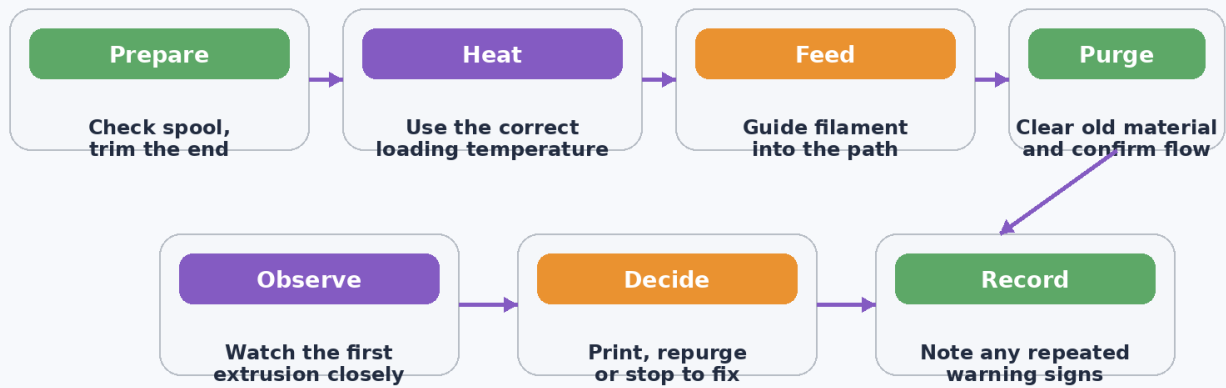 Prepare
Check spool,
trim the end
Heat
Use the correct
loading temperature
Feed
Guide filament
into the path
Purge
Clear old material
and confirm flow
Observe
Watch the first
extrusion closely
Decide
Print, repurge
or stop to fix
Record
Note any repeated
warning signs